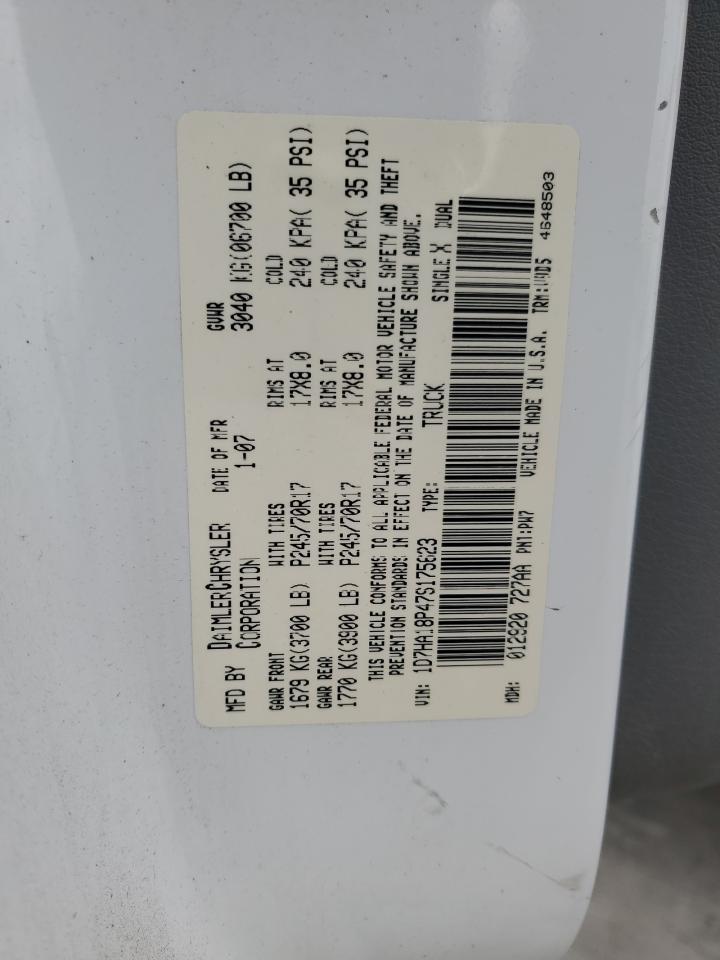 MFD BY DAIMLERCHRYSLER CORPORATION DATE OF MFR 1-07 GVWR 3040 KG(06700 LB)
GAWR FRONT WITH TIRES RIMS AT COLD
1679 KG(3700 LB) P245/70R17 17X8.0 240 KPA( 35 PSI)
GAWR REAR WITH TIRES RIMS AT COLD
1770 KG(3900 LB) P245/70R17 17X8.0 240 KPA( 35 PSI)
THIS VEHICLE CONFORMS TO ALL APPLICABLE FEDERAL MOTOR VEHICLE SAFETY AND THEFT
PREVENTION STANDARDS IN EFFECT ON THE DATE OF MANUFACTURE SHOWN ABOVE.
VIN: 1D7HA18P47S175623 TYPE: TRUCK SINGLE X DUAL
MDH: 012920 727AA PNT:PW7 VEHICLE MADE IN U.S.A. TRM: 4648503